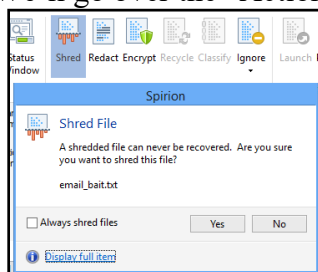 Status Window Shred Redact Encrypt Recycle Classify Ignore Launch
Spirion
Shred File
A shredded file can never be recovered. Are you sure
you want to shred this file?
email_bait.txt
Always shred files Yes No
Display full item